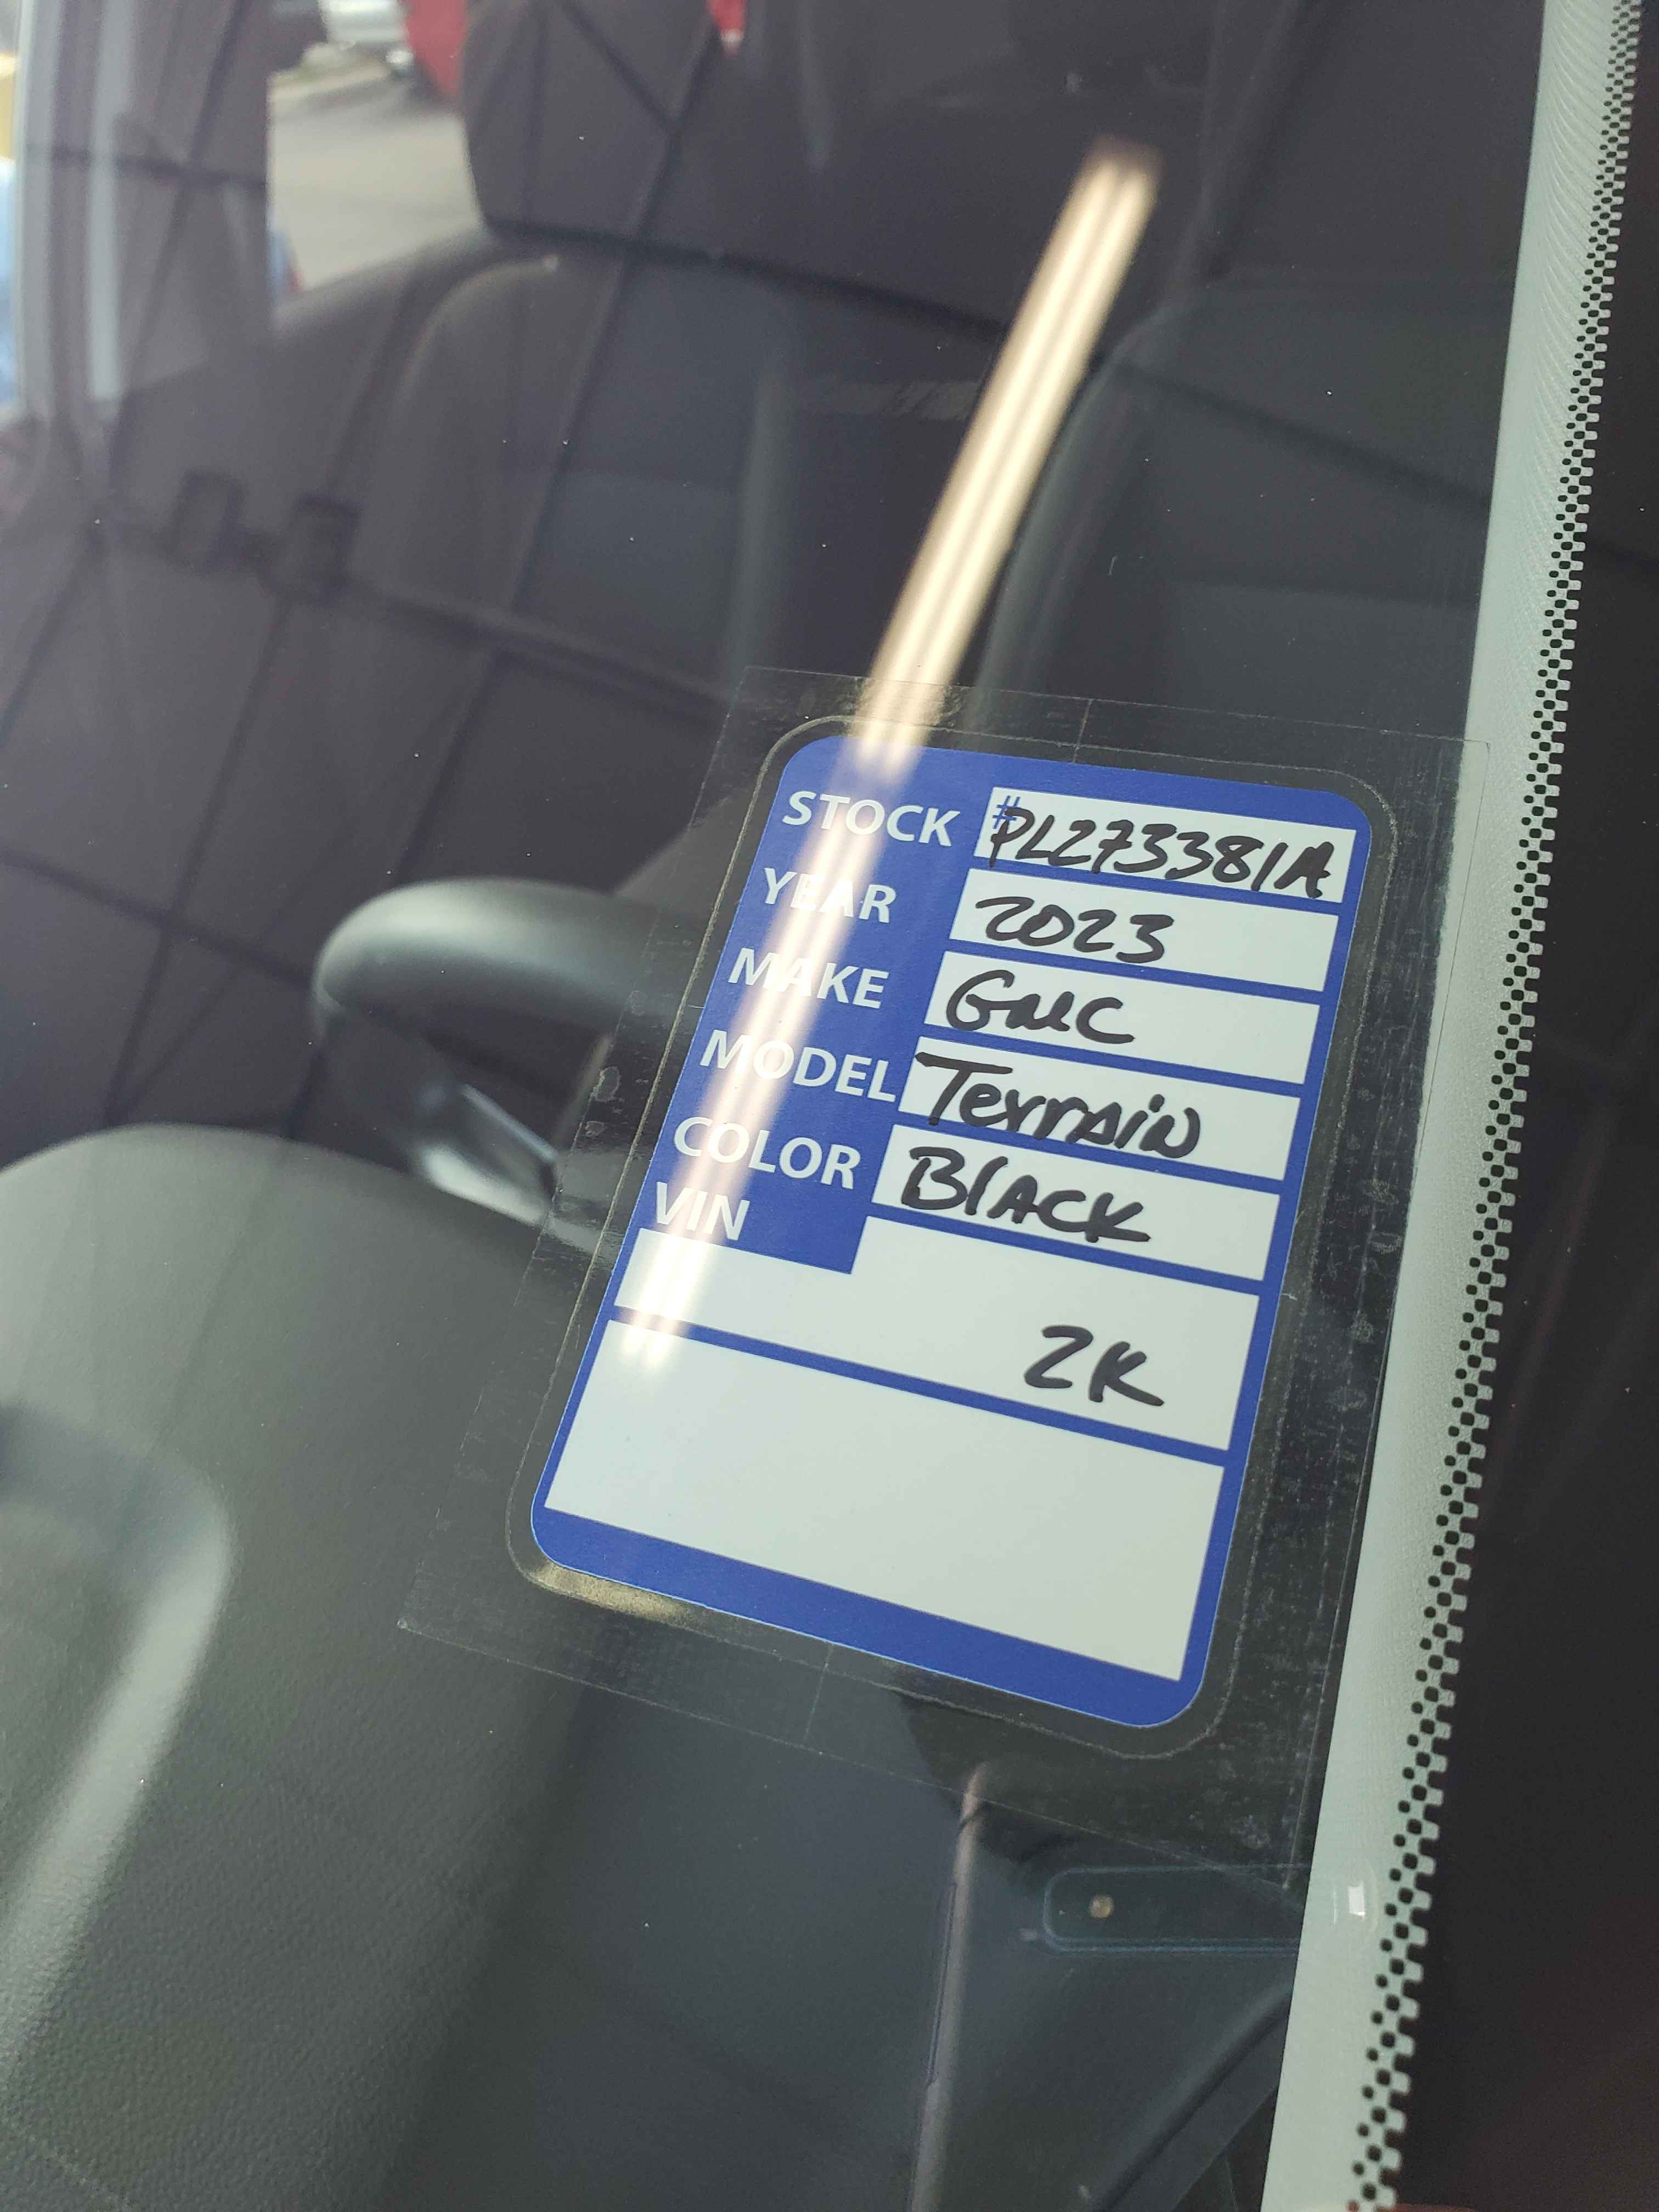 STOCK #PL273381A
YEAR 2023
MAKE GMC
MODEL Terrain
COLOR BLACK
VIN
2K